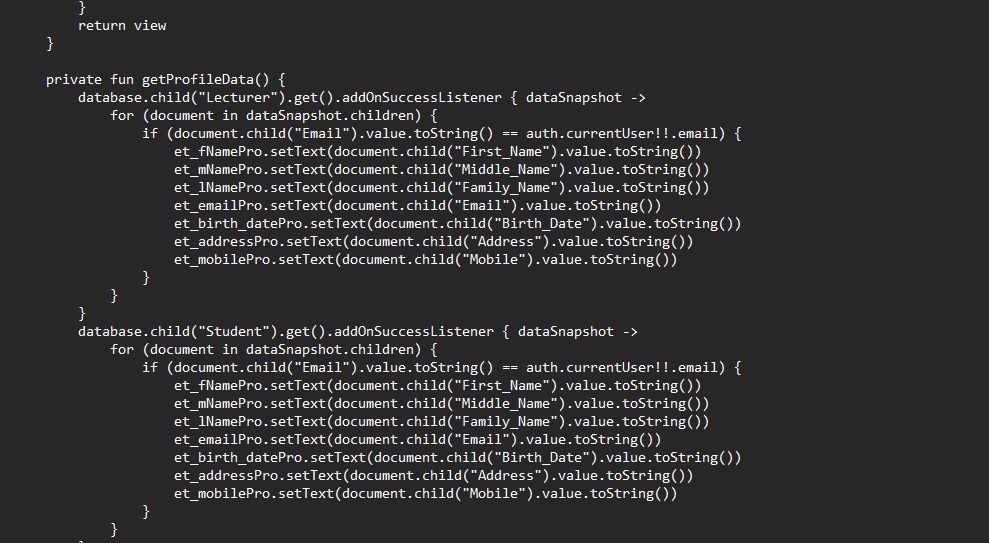 }
        return view
    }
    private fun getProfileData() {
        database.child("Lecturer").get().addOnSuccessListener { dataSnapshot ->
            for (document in dataSnapshot.children) {
                if (document.child("Email").value.toString() == auth.currentUser!!.email) {
                    et_fNamePro.setText(document.child("First_Name").value.toString())
                    et_mNamePro.setText(document.child("Middle_Name").value.toString())
                    et_lNamePro.setText(document.child("Family_Name").value.toString())
                    et_emailPro.setText(document.child("Email").value.toString())
                    et_birth_datePro.setText(document.child("Birth_Date").value.toString())
                    et_addressPro.setText(document.child("Address").value.toString())
                    et_mobilePro.setText(document.child("Mobile").value.toString())
                }
            }
        }
        database.child("Student").get().addOnSuccessListener { dataSnapshot ->
            for (document in dataSnapshot.children) {
                if (document.child("Email").value.toString() == auth.currentUser!!.email) {
                    et_fNamePro.setText(document.child("First_Name").value.toString())
                    et_mNamePro.setText(document.child("Middle_Name").value.toString())
                    et_lNamePro.setText(document.child("Family_Name").value.toString())
                    et_emailPro.setText(document.child("Email").value.toString())
                    et_birth_datePro.setText(document.child("Birth_Date").value.toString())
                    et_addressPro.setText(document.child("Address").value.toString())
                    et_mobilePro.setText(document.child("Mobile").value.toString())
                }
            }